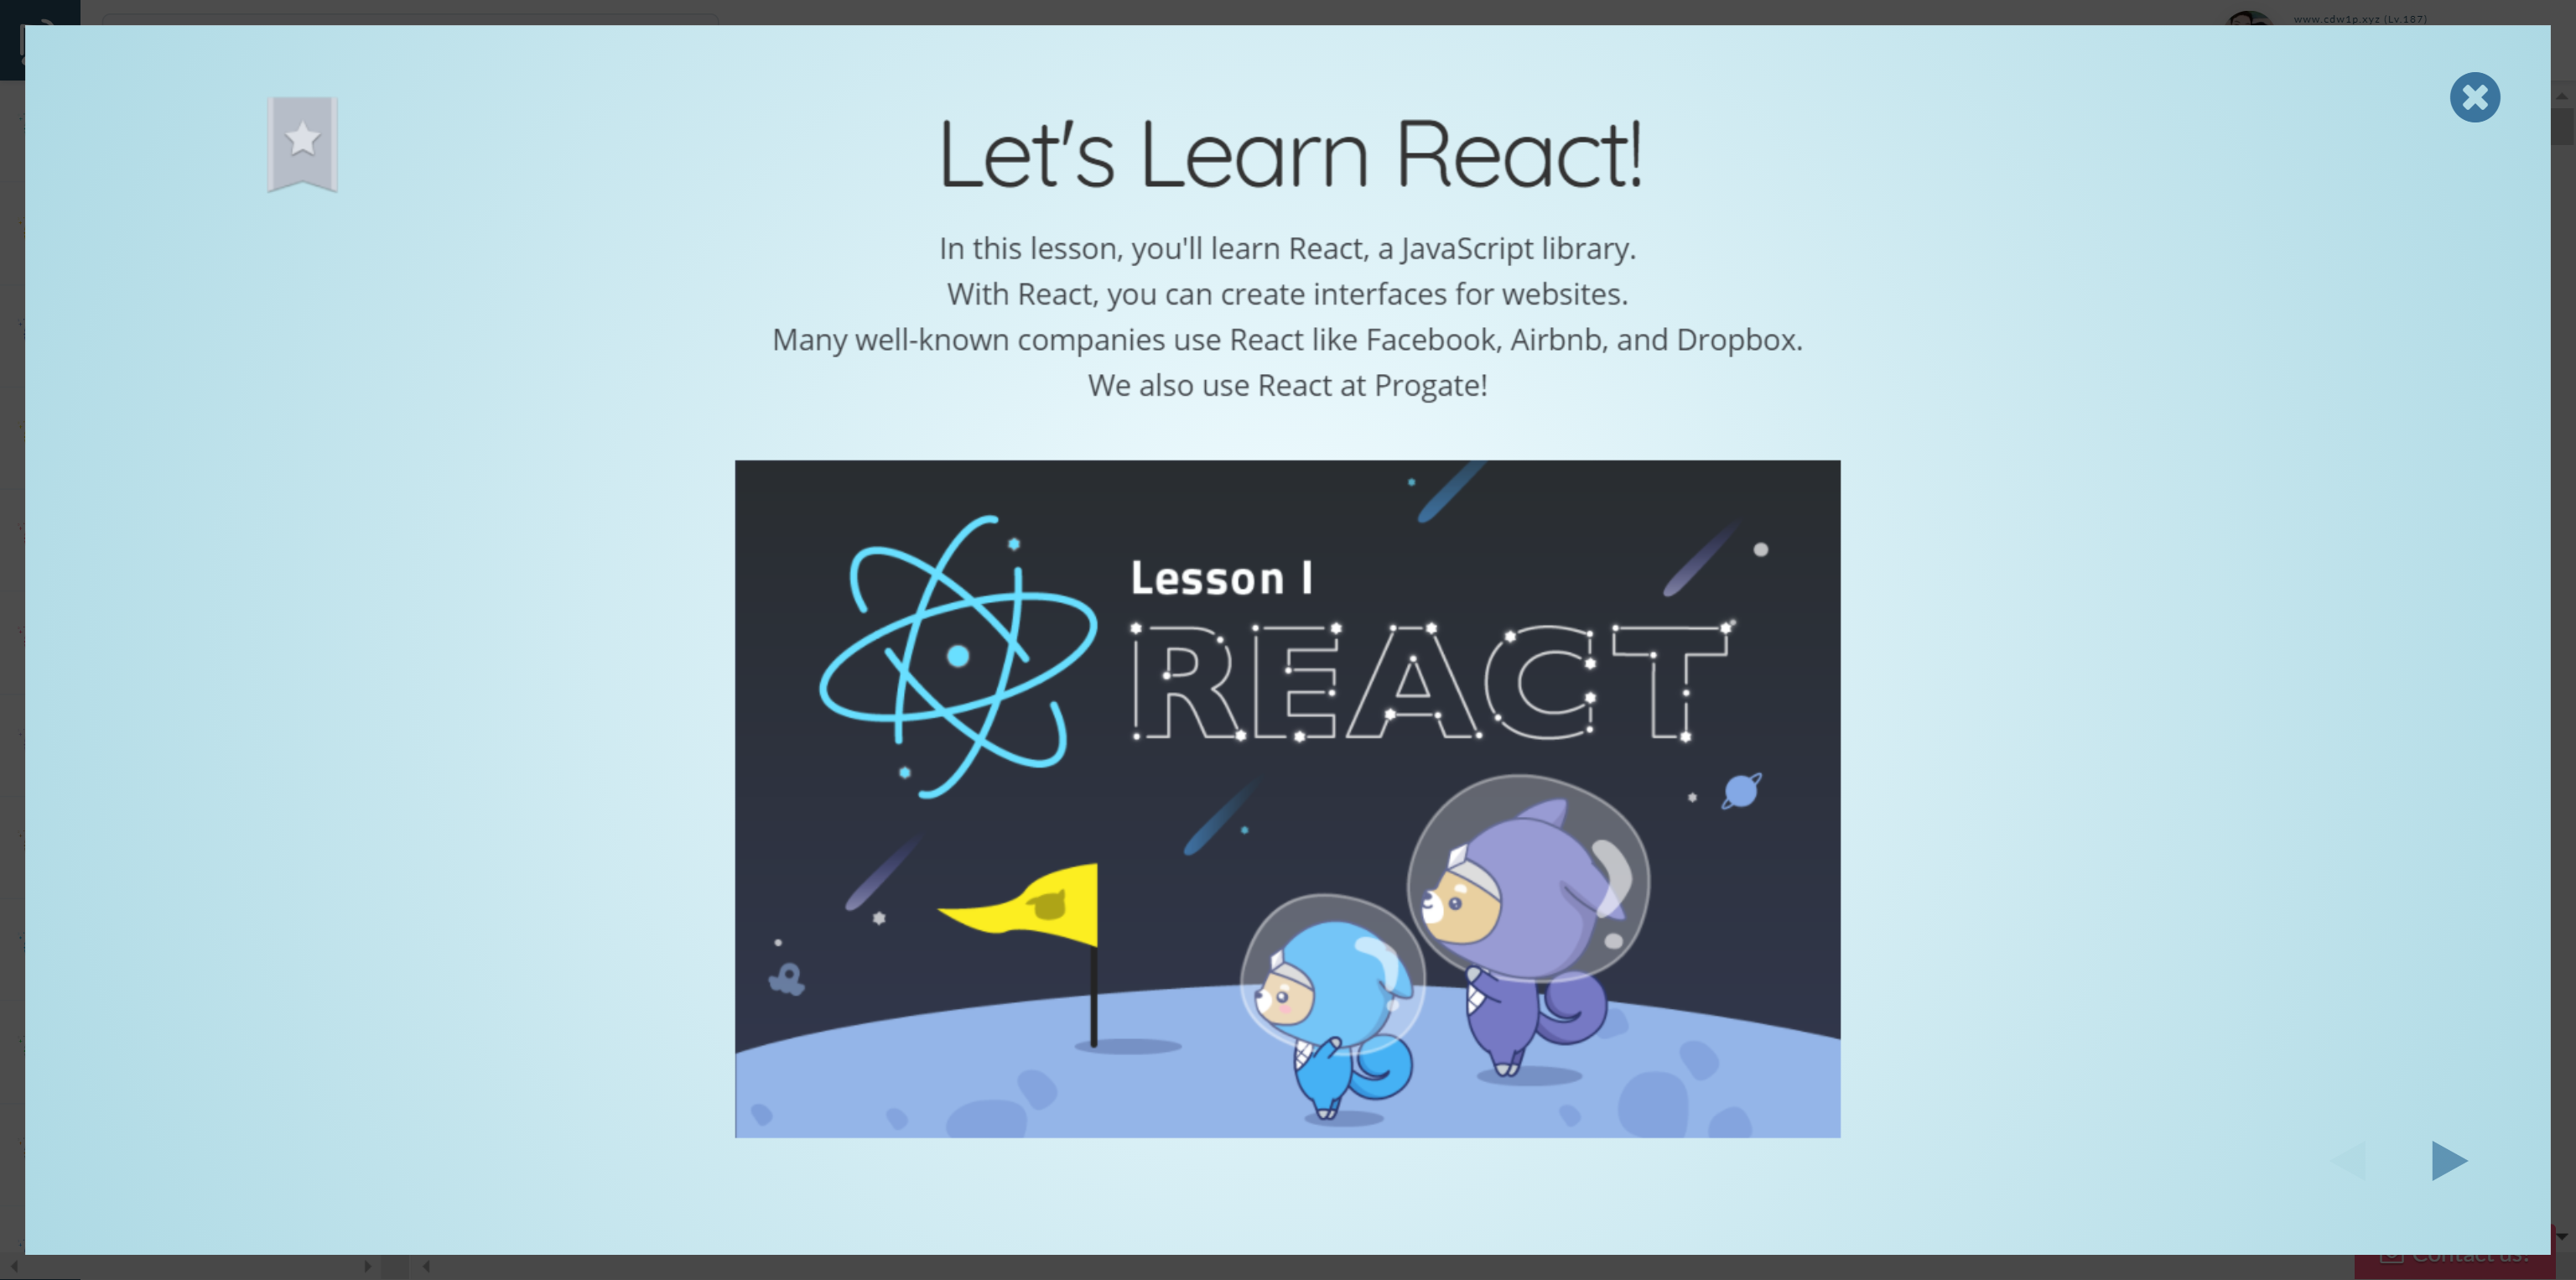 www.cdw1p.xyz (Lv.187)
Let's Learn React!
In this lesson, you'll learn React, a JavaScript library.
With React, you can create interfaces for websites.
Many well-known companies use React like Facebook, Airbnb, and Dropbox.
We also use React at Progate!
Lesson I
REACT
Contact us!